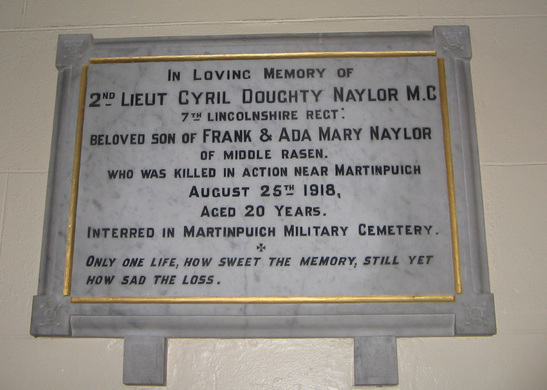 In Loving Memory of
2ND Lieut Cyril Doughty Naylor M.C
7TH Lincolnshire Regt:
Beloved son of Frank & Ada Mary Naylor
of Middle Rasen.
who was killed in action near Martinpuich
August 25TH 1918,
Aged 20 Years.
Interred in Martinpuich Military Cemetery.
Only one life, how sweet the memory, still yet
how sad the loss.